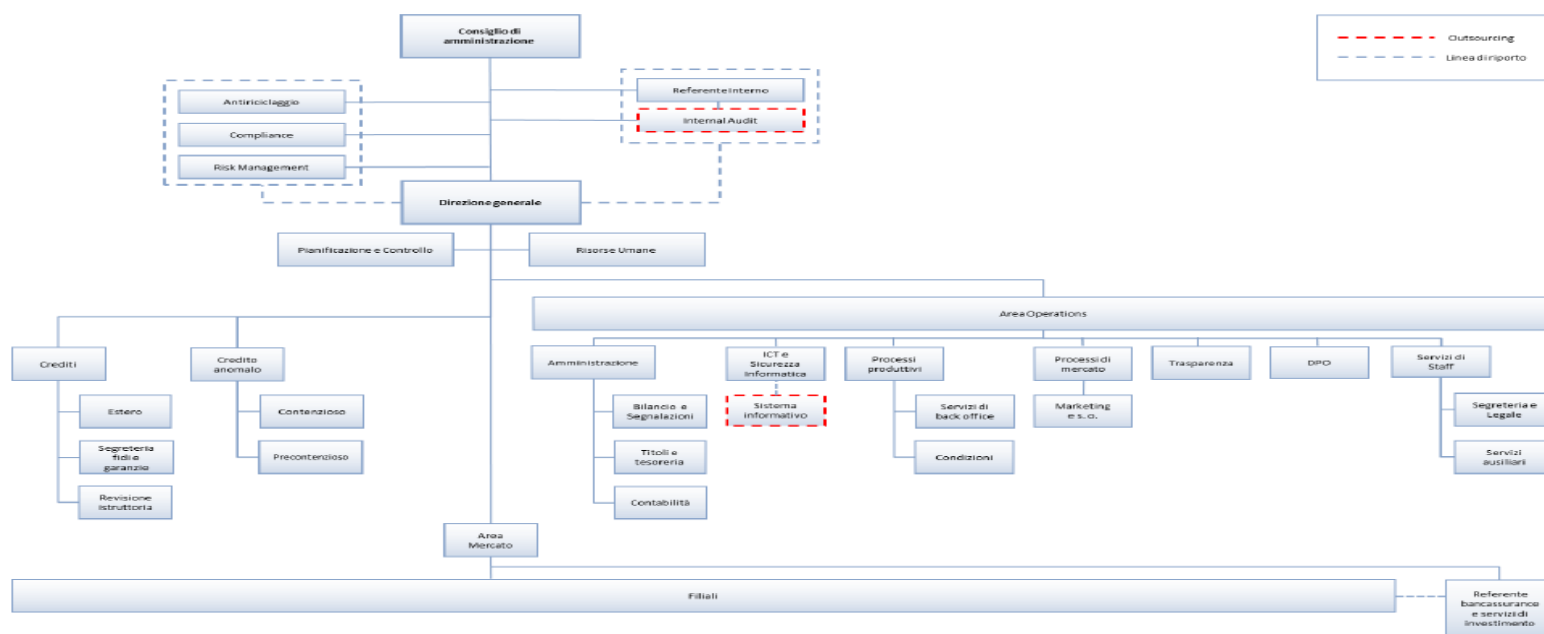 Consiglio di
amministrazione
Outsourcing
Linea di riporto
Antiriciclaggio
Compliance
Risk Management
Referente Interno
Internal Audit
Direzione generale
Pianificazione e Controllo
Risorse Umane
Area Operations
Crediti
Credito
anomalo
Amministrazione
ICT e
Sicurezza
Informatica
Processi
produttivi
Processi di
mercato
Trasparenza
DPO
Servizi di
Staff
Estero
Segreteria
fidi e
garanzie
Revisione
Istruttoria
Contenzioso
Precontenzioso
Bilancio e
Segnalazioni
Titoli e
tesoreria
Contabilità
Sistema
informativo
Servizi di
back office
Condizioni
Marketing
e s. o.
Segreteria e
Legale
Servizi
ausiliari
Area
Mercato
Filiali
Referente
bancassurance
e servizi di
investimento